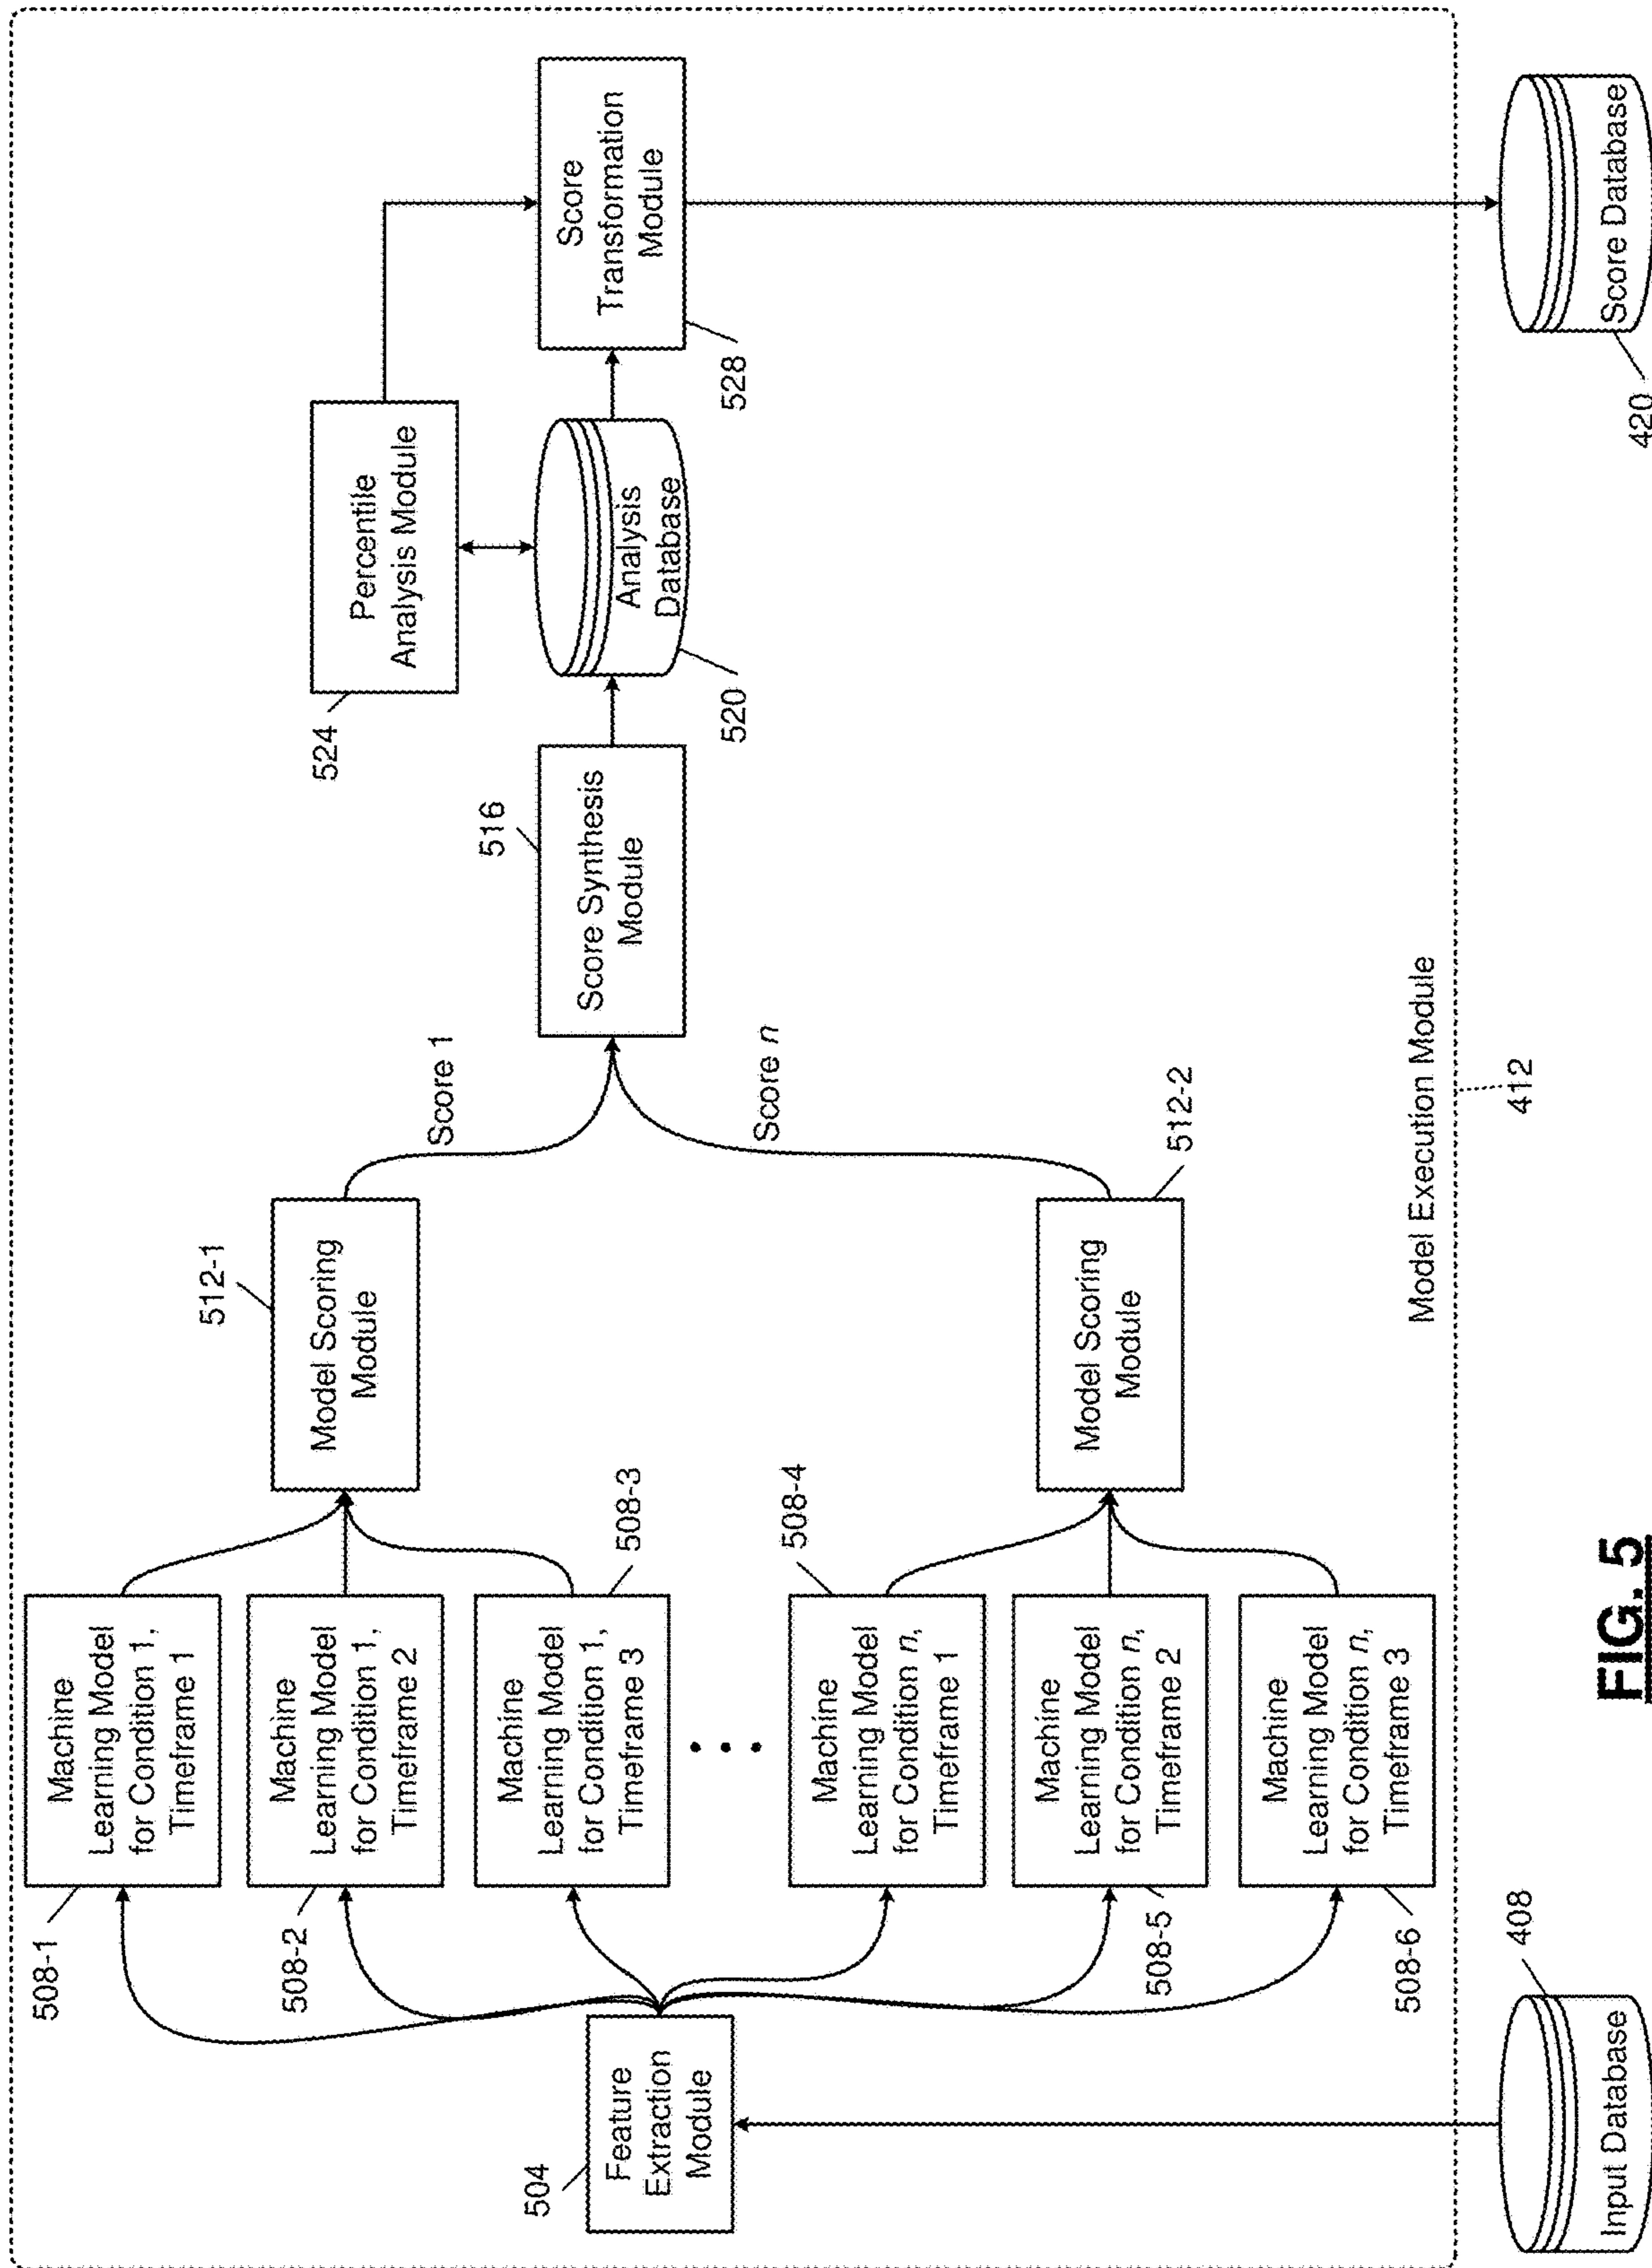 508-1
Machine
Learning Model
for Condition 1,
Timeframe 1
508-2
Machine
Learning Model
for Condition 1,
Timeframe 2
Machine
Learning Model
for Condition 1,
Timeframe 3
508-3
508-4
Machine
Learning Model
for Condition n,
Timeframe 1
Machine
Learning Model
for Condition n,
Timeframe 2
508-5
Machine
Learning Model
for Condition n,
Timeframe 3
508-6
504
Feature
Extraction
Module
408
Input Database
512-1
Model Scoring
Module
Model Scoring
Module
512-2
Score 1
Score n
516
Score Synthesis
Module
524
Percentile
Analysis Module
Analysis
Database
520
Score
Transformation
Module
528
Model Execution Module
412
Score Database
420
FIG. 5